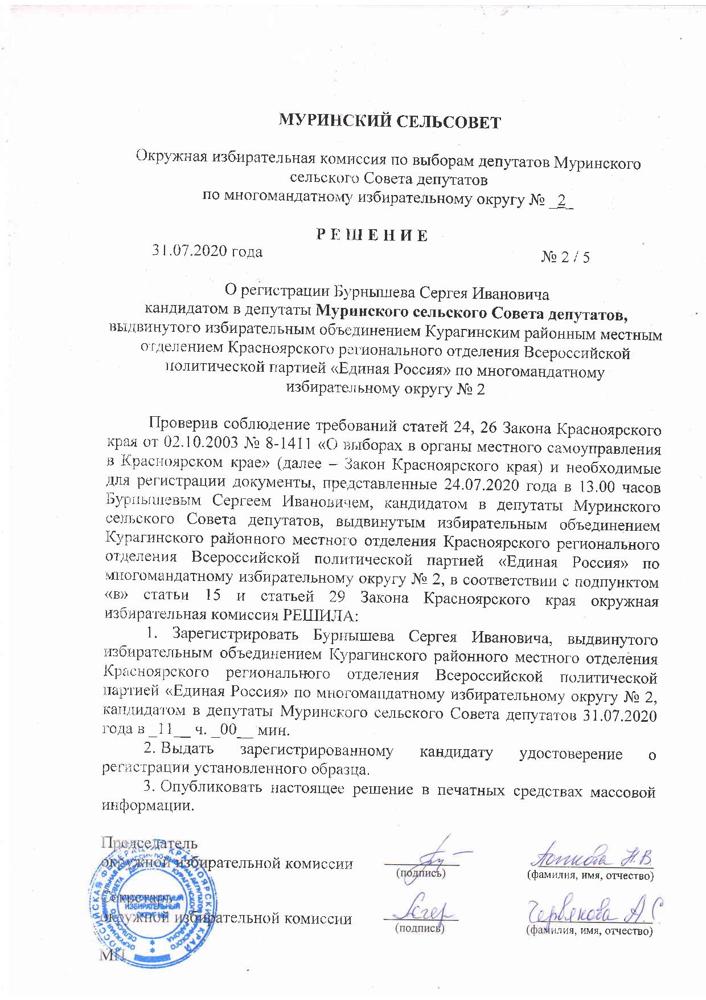 МУРИНСКИЙ СЕЛЬСОВЕТ
Окружная избирательная комиссия по выборам депутатов Муринского
сельского Совета депутатов
по многомандатному избирательному округу № _2_
Р Е Ш Е Н И Е
31.07.2020 года
№ 2 / 5
О регистрации Бурнышева Сергея Ивановича
кандидатом в депутаты Муринского сельского Совета депутатов,
выдвинутого избирательным объединением Курагинским районным местным
отделением Красноярского регионального отделения Всероссийской
политической партией «Единая Россия» по многомандатному
избирательному округу № 2
Проверив соблюдение требований статей 24, 26 Закона Красноярского
края от 02.10.2003 № 8-1411 «О выборах в органы местного самоуправления
в Красноярском крае» (далее – Закон Красноярского края) и необходимые
для регистрации документы, представленные 24.07.2020 года в 13.00 часов
Бурнышевым Сергеем Ивановичем, кандидатом в депутаты Муринского
сельского Совета депутатов, выдвинутым избирательным объединением
Курагинского районного местного отделения Красноярского регионального
отделения Всероссийской политической партией «Единая Россия» по
многомандатному избирательному округу № 2, в соответствии с подпунктом
«в» статьи 15 и статьей 29 Закона Красноярского края окружная
избирательная комиссия РЕШИЛА:
1. Зарегистрировать Бурнышева Сергея Ивановича, выдвинутого
избирательным объединением Курагинского районного местного отделения
Красноярского регионального отделения Всероссийской политической
партией «Единая Россия» по многомандатному избирательному округу № 2,
кандидатом в депутаты Муринского сельского Совета депутатов 31.07.2020
года в _11__ ч. _00__ мин.
2. Выдать зарегистрированному кандидату удостоверение о
регистрации установленного образца.
3. Опубликовать настоящее решение в печатных средствах массовой
информации.
Председатель
окружной избирательной комиссии
(подпись)
Н.В.
(фамилия, имя, отчество)
Секретарь
окружной избирательной комиссии
(подпись)
Червякова А.С.
(фамилия, имя, отчество)
МП
ИЗБИРАТЕЛЬНЫЙ